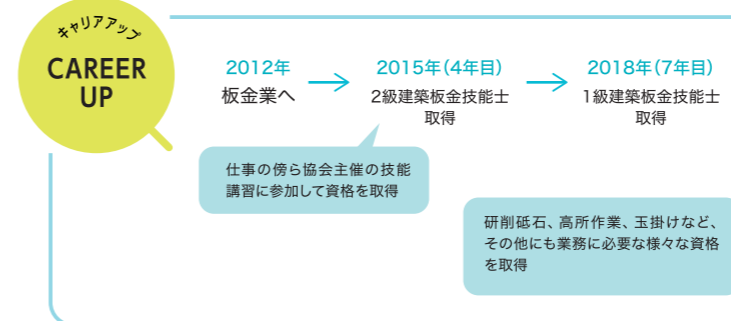 キャリアアップ
CAREER
UP
2012年
板金業へ
2015年（4年目）
2級建築板金技能士
取得
2018年（7年目）
1級建築板金技能士
取得
仕事の傍ら協会主催の技能
講習に参加して資格を取得
研削砥石、高所作業、玉掛けなど、
その他にも業務に必要な様々な資格
を取得